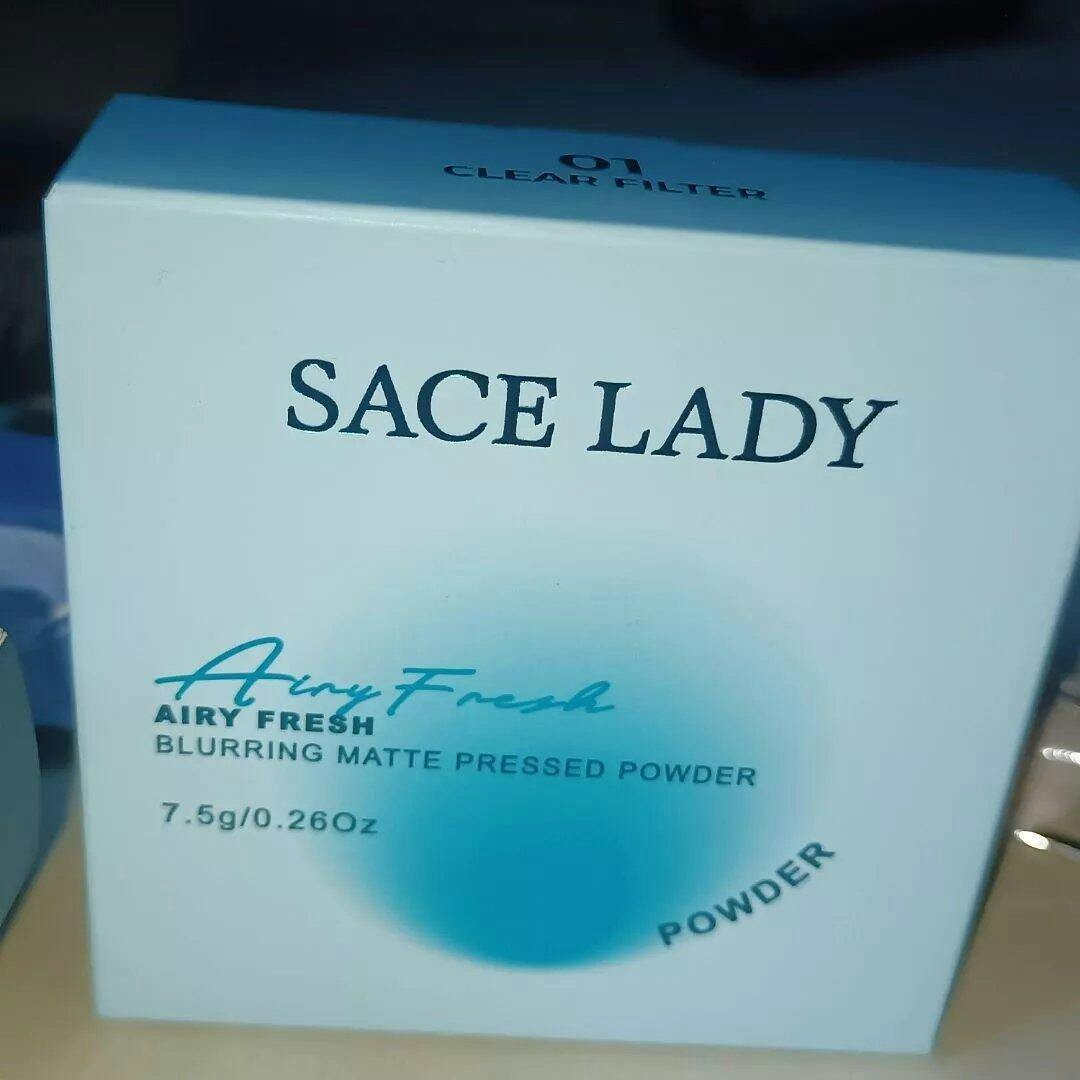 01
CLEAR FILTER
SACE LADY
Airy Fresh
AIRY FRESH
BLURRING MATTE PRESSED POWDER
7.5g/0.26Oz
POWDER